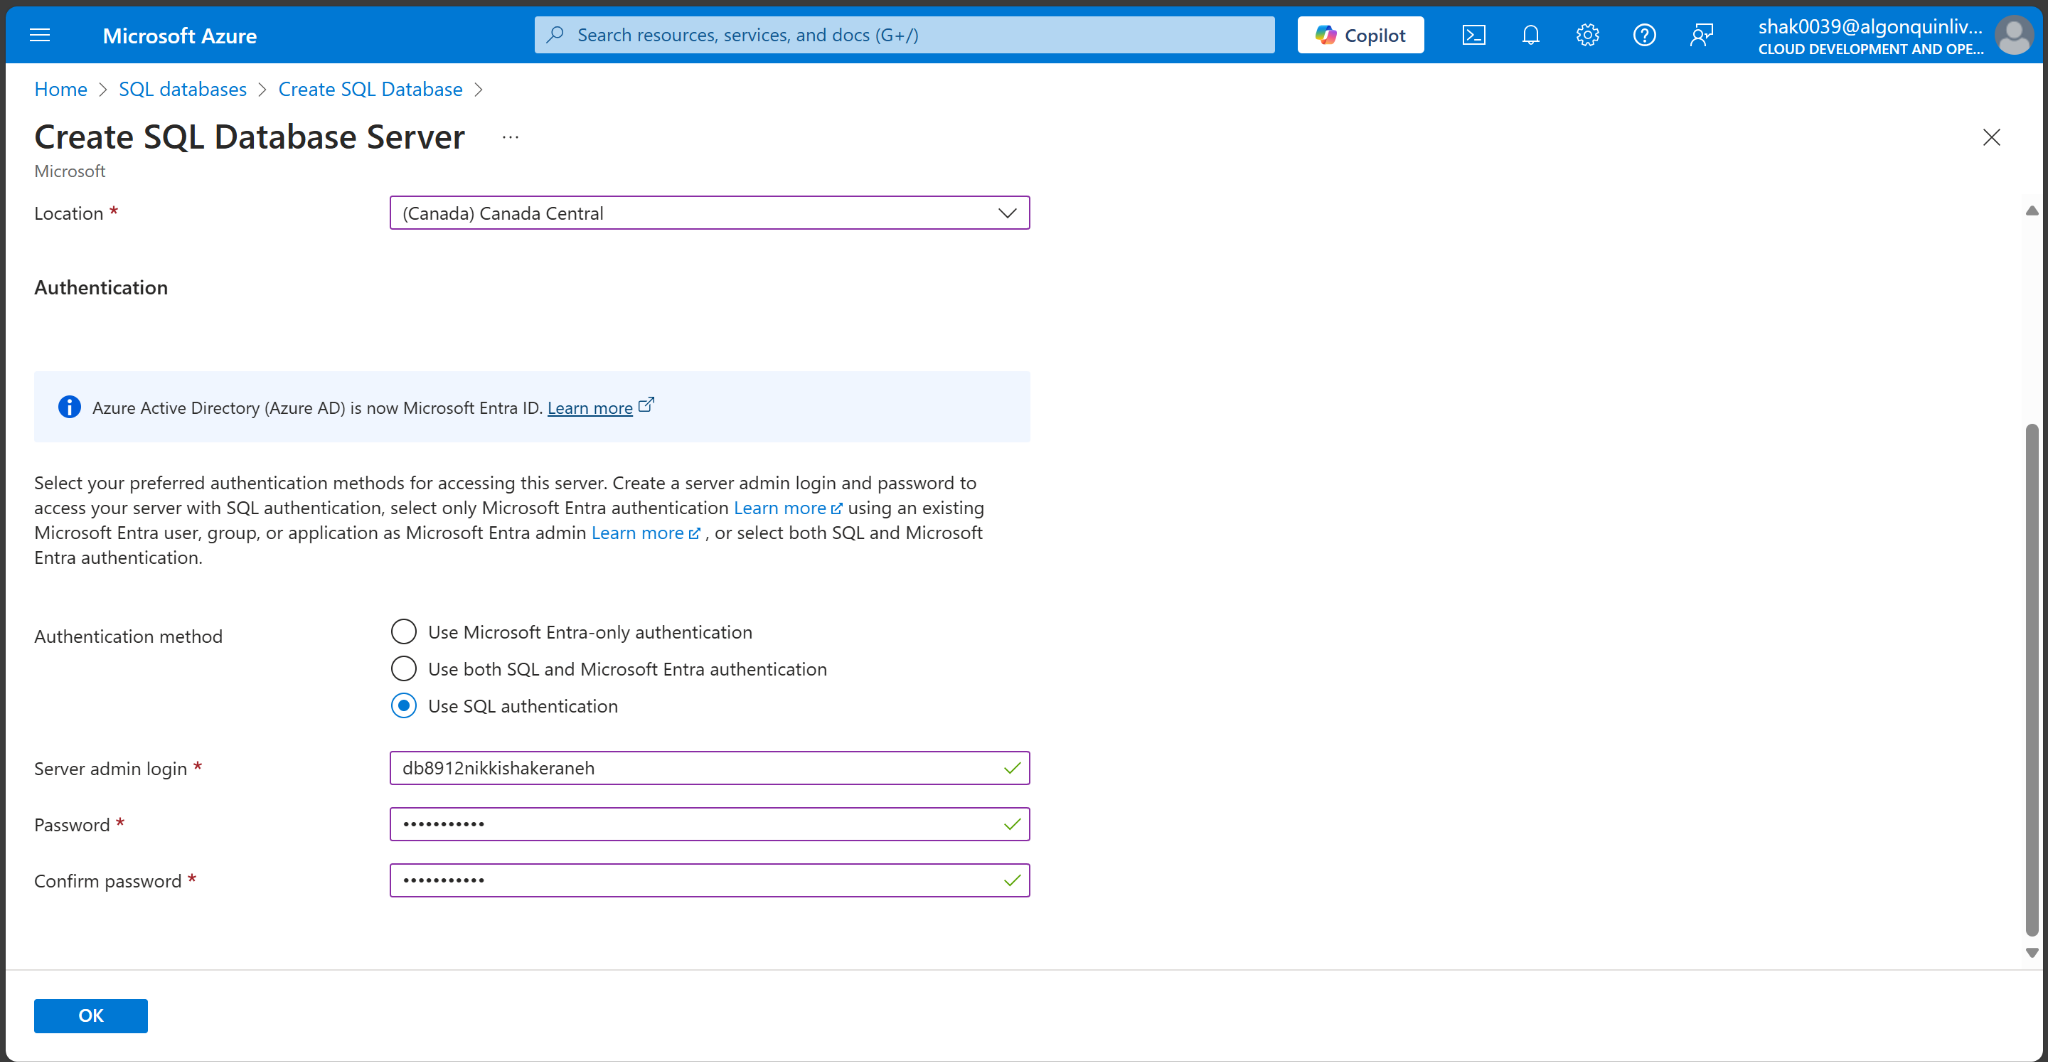 Microsoft Azure
Search resources, services, and docs (G+/)
Copilot
shak0039@algonquinliv...
CLOUD DEVELOPMENT AND OPE...
Home > SQL databases > Create SQL Database >
Create SQL Database Server ...
Microsoft
Location *
(Canada) Canada Central
Authentication
Azure Active Directory (Azure AD) is now Microsoft Entra ID. Learn more
Select your preferred authentication methods for accessing this server. Create a server admin login and password to
access your server with SQL authentication, select only Microsoft Entra authentication Learn more using an existing
Microsoft Entra user, group, or application as Microsoft Entra admin Learn more , or select both SQL and Microsoft
Entra authentication.
Authentication method
Use Microsoft Entra-only authentication
Use both SQL and Microsoft Entra authentication
Use SQL authentication
Server admin login *
db8912nikkishakeraneh
Password *
•••••••••••
Confirm password *
•••••••••••
OK